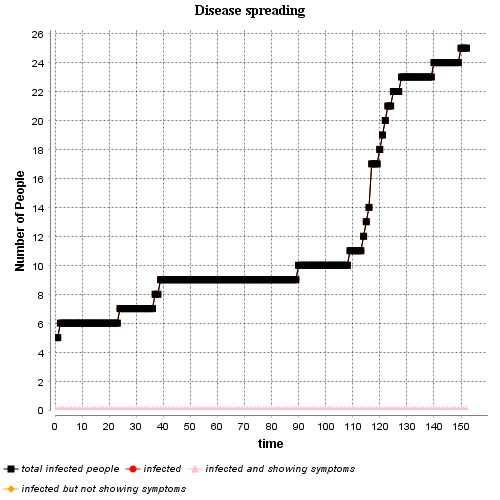 Disease spreading
26
24
22
20
18
16
14
12
10
8
6
4
2
0
Number of People
0 10 20 30 40 50 60 70 80 90 100 110 120 130 140 150
time
total infected people infected infected and showing symptoms
infected but not showing symptoms